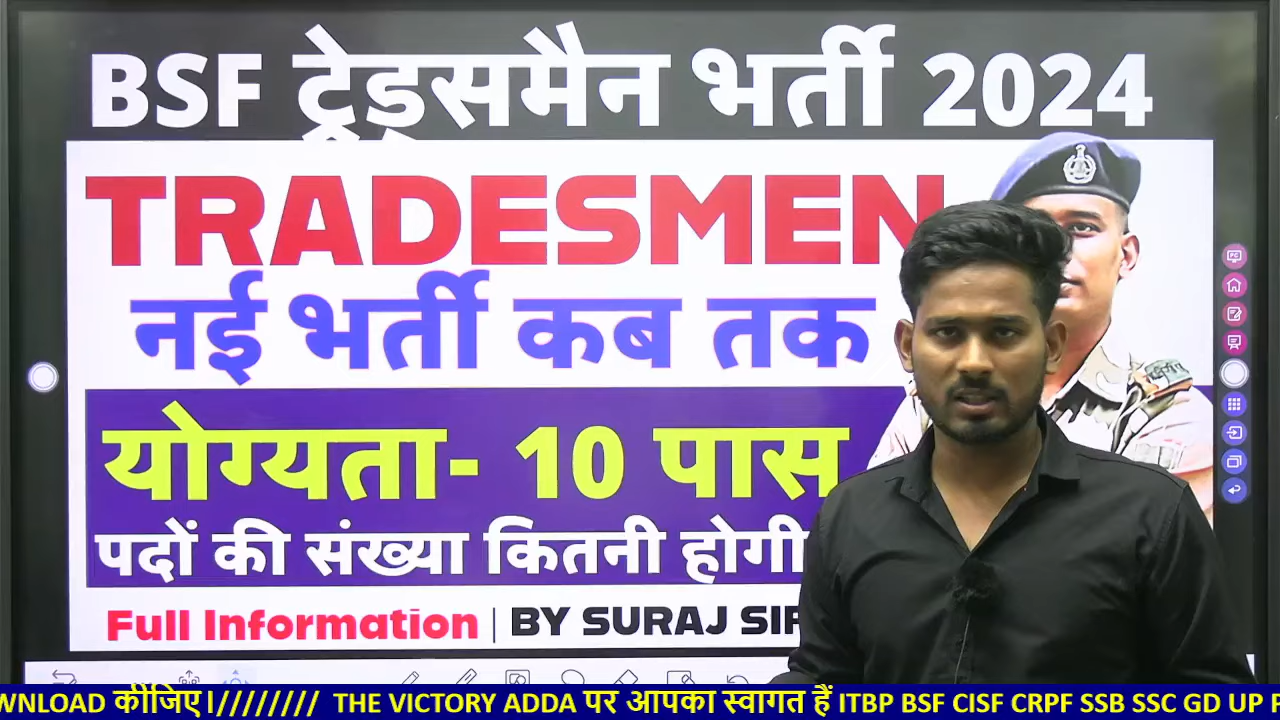 BSF ट्रेड्समैन भर्ती 2024
TRADESMEN
नई भर्ती कब तक
योग्यता- 10 पास
पदों की संख्या कितनी होगी
Full Information | BY SURAJ SIR
कीजिए।//////// THE VICTORY ADDA पर आपका स्वागत हैं ITBP BSF CISF CRPF SSB SSC GD UP